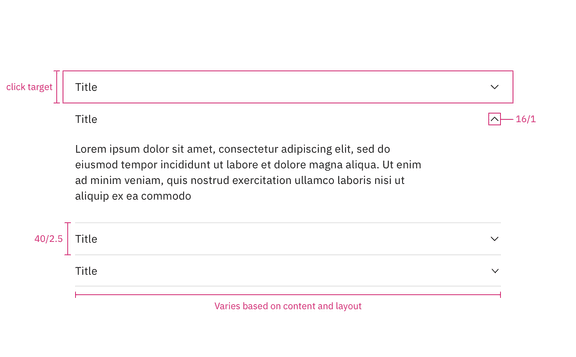 click target
Title
Title
16/1
Lorem ipsum dolor sit amet, consectetur adipiscing elit, sed do
eiusmod tempor incididunt ut labore et dolore magna aliqua. Ut enim
ad minim veniam, quis nostrud exercitation ullamco laboris nisi ut
aliquip ex ea commodo
40/2.5
Title
Title
Varies based on content and layout